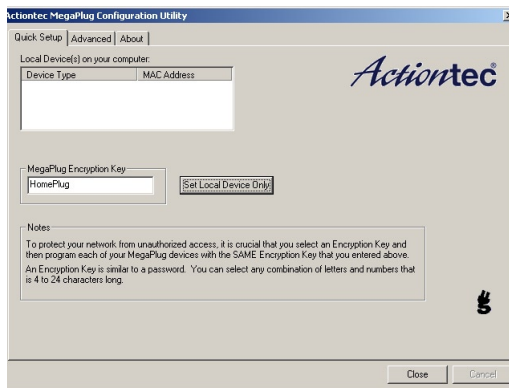 Actiontec MegaPlug Configuration Utility
Quick Setup Advanced About
Local Device(s) on your computer:
Device Type MAC Address
Actiontec
MegaPlug Encryption Key
HomePlug
Set Local Device Only
Notes
To protect your network from unauthorized access, it is crucial that you select an Encryption Key and
then program each of your MegaPlug devices with the SAME Encryption Key that you entered above.
An Encryption Key is similar to a password. You can select any combination of letters and numbers that
is 4 to 24 characters long.
Close Cancel